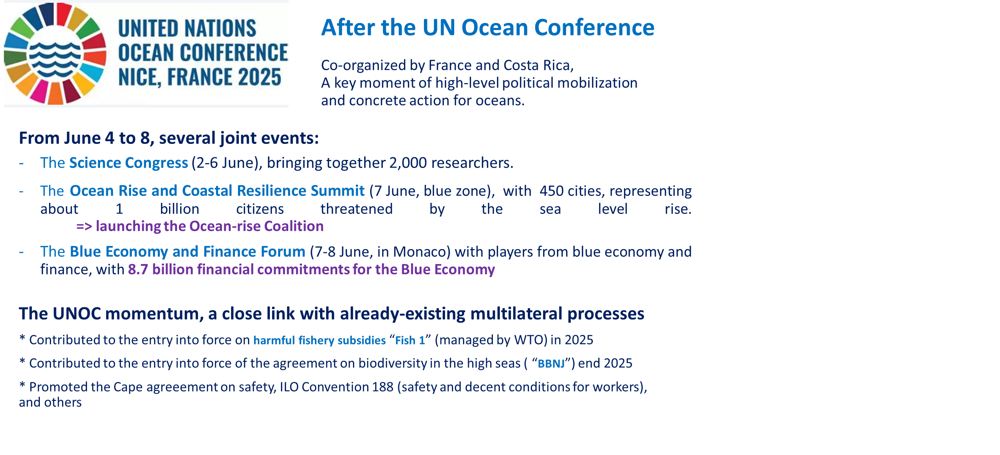 UNITED NATIONS
OCEAN CONFERENCE
NICE, FRANCE 2025
After the UN Ocean Conference
Co-organized by France and Costa Rica,
A key moment of high-level political mobilization
and concrete action for oceans.
From June 4 to 8, several joint events:
- The Science Congress (2-6 June), bringing together 2,000 researchers.
- The Ocean Rise and Coastal Resilience Summit (7 June, blue zone), with 450 cities, representing
about 1 billion citizens threatened by the sea level rise.
=> launching the Ocean-rise Coalition
- The Blue Economy and Finance Forum (7-8 June, in Monaco) with players from blue economy and
finance, with 8.7 billion financial commitments for the Blue Economy
The UNOC momentum, a close link with already-existing multilateral processes
* Contributed to the entry into force on harmful fishery subsidies “Fish 1” (managed by WTO) in 2025
* Contributed to the entry into force of the agreement on biodiversity in the high seas ( “BBNJ”) end 2025
* Promoted the Cape agreeement on safety, ILO Convention 188 (safety and decent conditions for workers),
and others